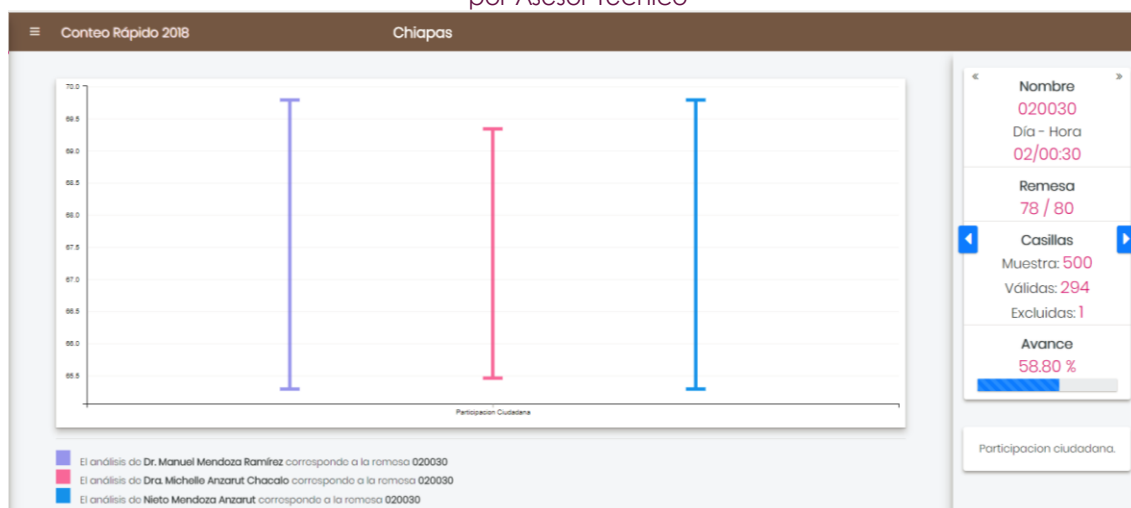 por Asesor Técnico
Conteo Rápido 2018
Chiapas
70.0
69.5
69.0
68.5
68.0
67.5
67.0
66.5
66.0
65.5
Participacion Ciudadana
El análisis de Dr. Manuel Mendoza Ramírez corresponde a la remesa 020030
El análisis de Dra. Michelle Anzarut Chacalo corresponde a la remesa 020030
El análisis de Nieto Mendoza Anzarut corresponde a la remesa 020030
« »
Nombre
020030
Día - Hora
02/00:30
Remesa
78 / 80
Casillas
Muestra: 500
Válidas: 294
Excluidas: 1
Avance
58.80 %
Participacion ciudadana.